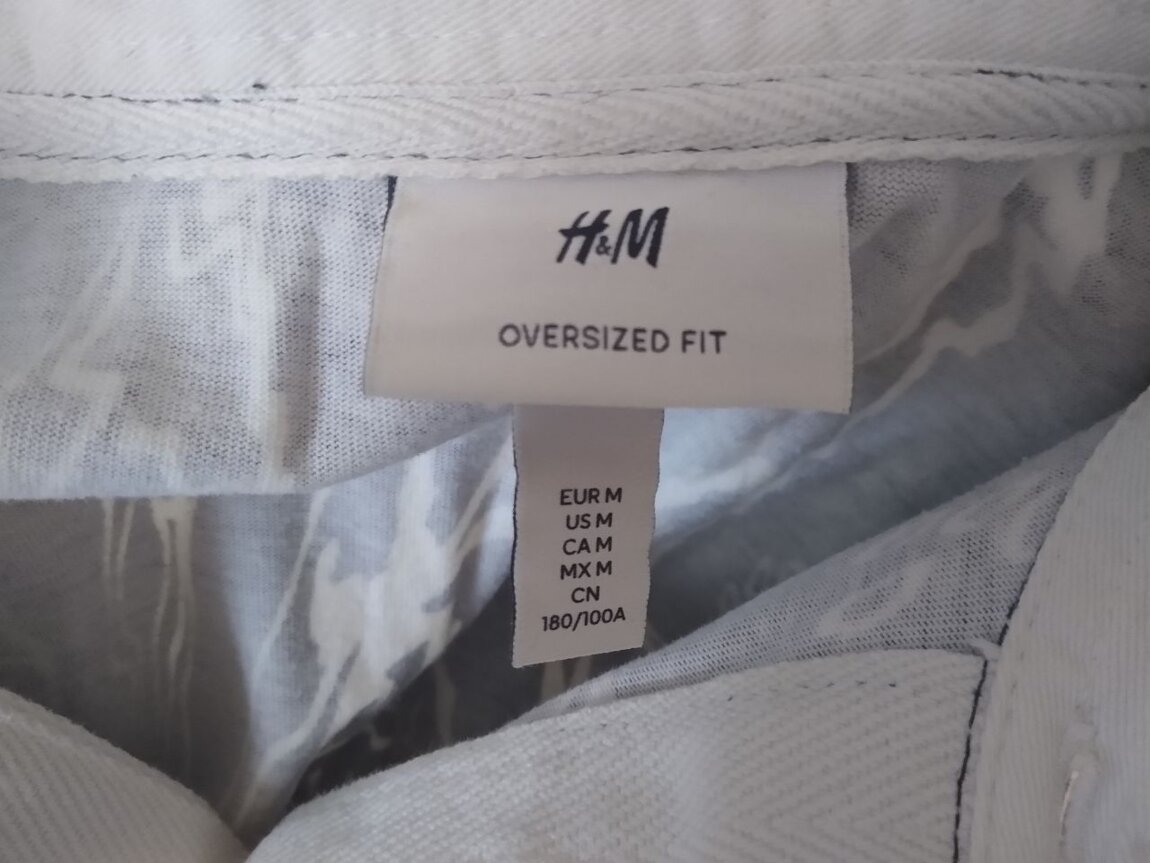 H&M
OVERSIZED FIT
EUR M
US M
CA M
MX M
CN
180/100A